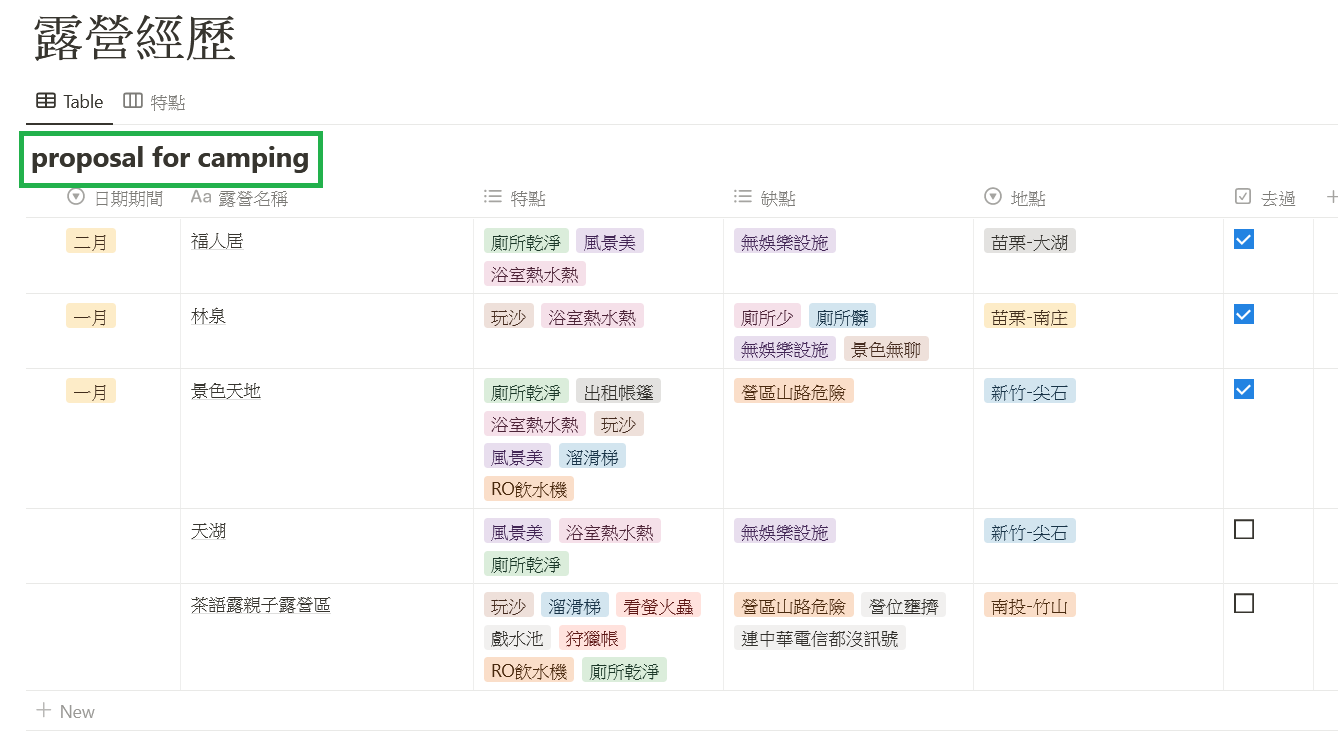 露營經歷
Table 特點
proposal for camping
日期期間 Aa 露營名稱 特點 缺點 地點 去過
二月 福人居 廁所乾淨 風景美 無娛樂設施 苗栗-大湖
浴室熱水熱
一月 林泉 玩沙 浴室熱水熱 廁所少 廁所髒 苗栗-南庄
無娛樂設施 景色無聊
一月 景色天地 廁所乾淨 出租帳篷 營區山路危險 新竹-尖石
浴室熱水熱 玩沙
風景美 溜滑梯
RO飲水機
天湖 風景美 浴室熱水熱 無娛樂設施 新竹-尖石
廁所乾淨
茶語露親子露營區 玩沙 溜滑梯 看螢火蟲 營區山路危險 營位壅擠 南投-竹山
戲水池 狩獵帳 連中華電信都沒訊號
RO飲水機 廁所乾淨
+ New